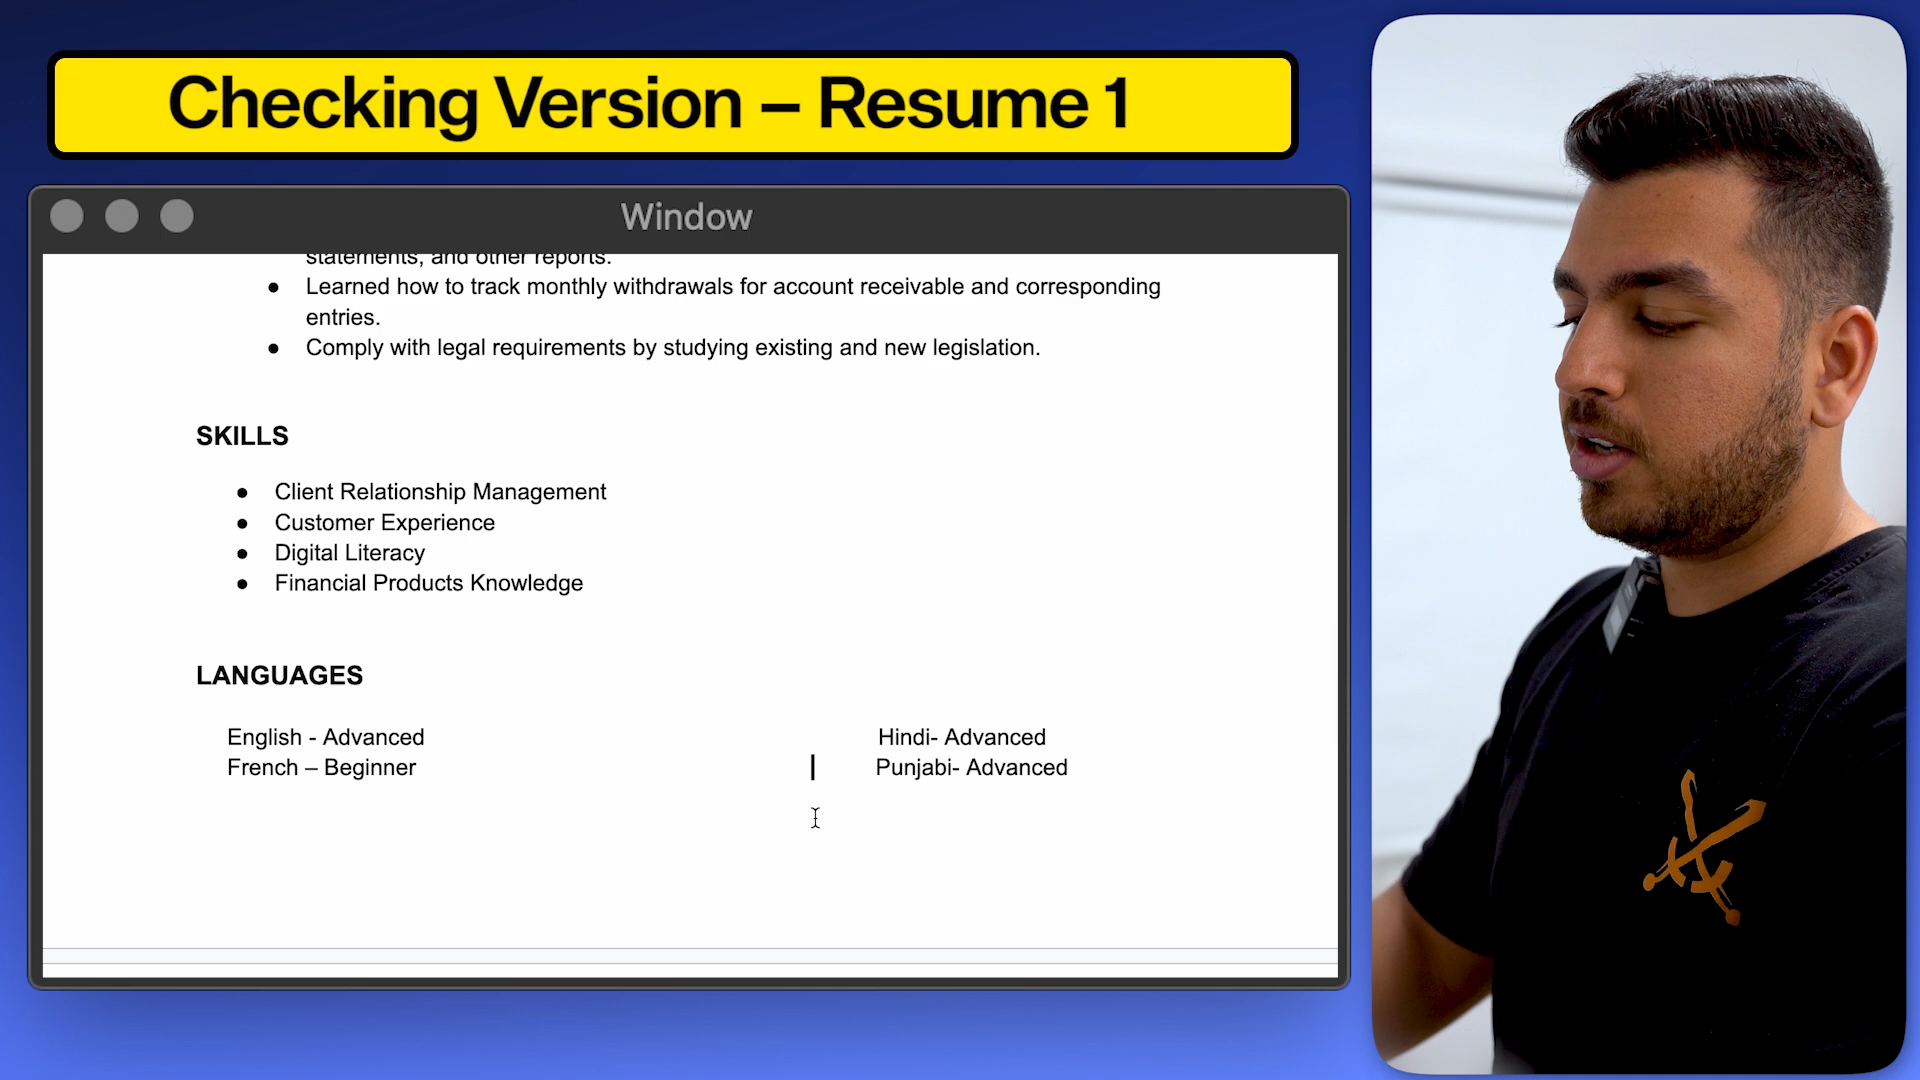 Checking Version – Resume 1
Window
statements, and other reports.
● Learned how to track monthly withdrawals for account receivable and corresponding
entries.
● Comply with legal requirements by studying existing and new legislation.
SKILLS
● Client Relationship Management
● Customer Experience
● Digital Literacy
● Financial Products Knowledge
LANGUAGES
English - Advanced Hindi- Advanced
French – Beginner Punjabi- Advanced